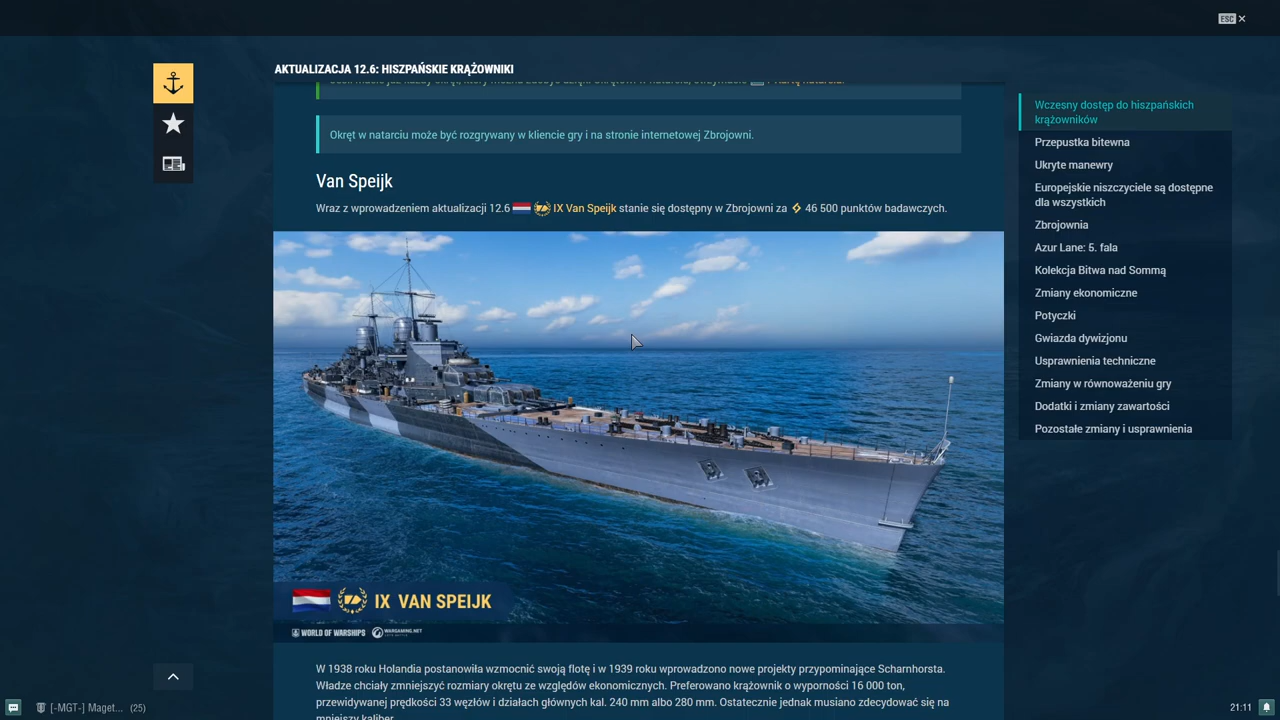 ESC ×
AKTUALIZACJA 12.6: HISZPAŃSKIE KRĄŻOWNIKI
Okręt w natarciu może być rozgrywany w kliencie gry i na stronie internetowej Zbrojowni.
Van Speijk
Wraz z wprowadzeniem aktualizacji 12.6 IX Van Speijk stanie się dostępny w Zbrojowni za 46 500 punktów badawczych.
IX VAN SPEIJK
WORLD OF WARSHIPS WARGAMING.NET
W 1938 roku Holandia postanowiła wzmocnić swoją flotę i w 1939 roku wprowadzono nowe projekty przypominające Scharnhorsta.
Władze chciały zmniejszyć rozmiary okrętu ze względów ekonomicznych. Preferowano krążownik o wyporności 16 000 ton,
przewidywanej prędkości 33 węzłów i działach głównych kal. 240 mm albo 280 mm. Ostatecznie jednak musiano zdecydować się na
mniejszy kaliber.
Wczesny dostęp do hiszpańskich
krążowników
Przepustka bitewna
Ukryte manewry
Europejskie niszczyciele są dostępne
dla wszystkich
Zbrojownia
Azur Lane: 5. fala
Kolekcja Bitwa nad Sommą
Zmiany ekonomiczne
Potyczki
Gwiazda dywizjonu
Usprawnienia techniczne
Zmiany w równoważeniu gry
Dodatki i zmiany zawartości
Pozostałe zmiany i usprawnienia
[-MGT-] Maget... (25)
21:11